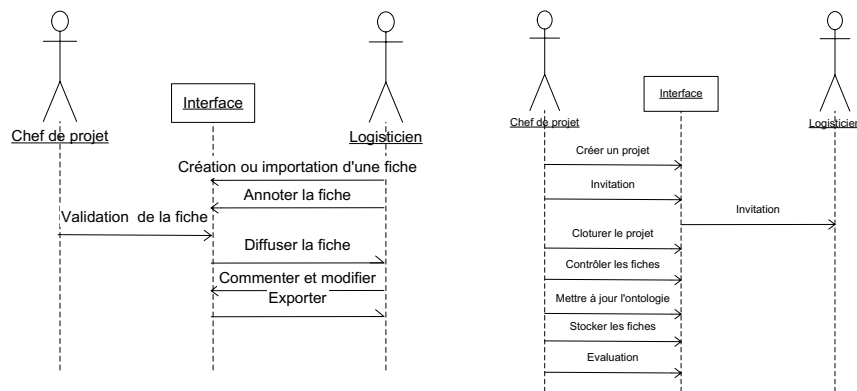 Interface
Chef de projet
Logisticien
Création ou importation d'une fiche
Annoter la fiche
Validation de la fiche
Diffuser la fiche
Commenter et modifier
Exporter
Interface
Chef de projet
Logisticien
Créer un projet
Invitation
Invitation
Cloturer le projet
Contrôler les fiches
Mettre à jour l'ontologie
Stocker les fiches
Evaluation